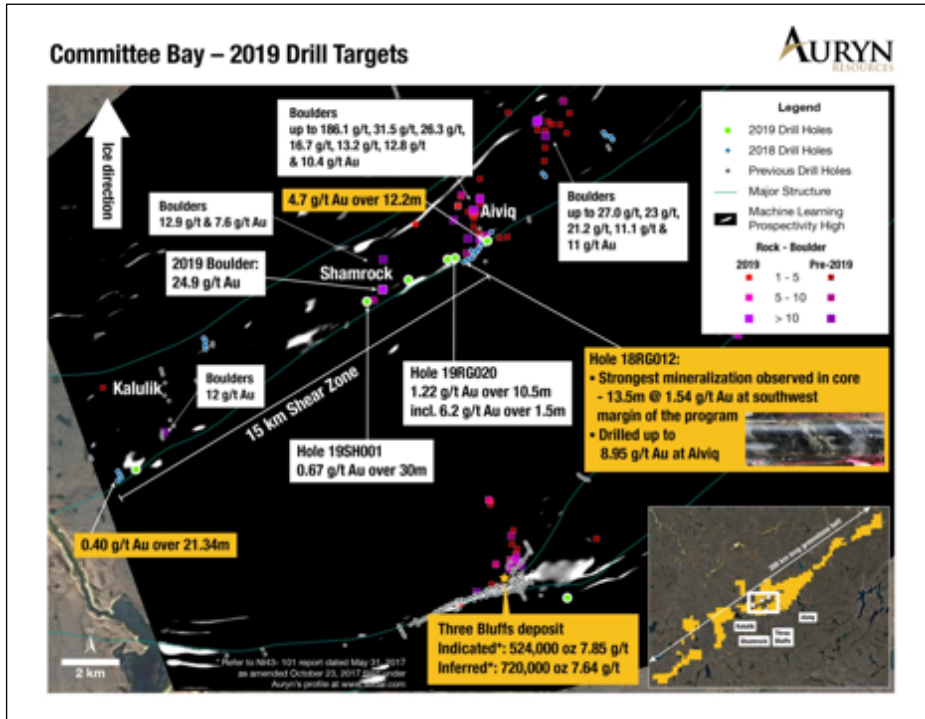 Committee Bay – 2019 Drill Targets
AURYN
RESOURCES
Ice direction
Boulders
up to 186.1 g/t, 31.5 g/t, 26.3 g/t,
16.7 g/t, 13.2 g/t, 12.8 g/t
& 10.4 g/t Au
4.7 g/t Au over 12.2m
Aiviq
Boulders
12.9 g/t & 7.6 g/t Au
Shamrock
2019 Boulder:
24.9 g/t Au
Boulders
up to 27.0 g/t, 23 g/t,
21.2 g/t, 11.1 g/t &
11 g/t Au
Legend
2019 Drill Holes
2018 Drill Holes
Previous Drill Holes
Major Structure
Machine Learning
Prospectivity High
Rock - Boulder
2019 Pre-2019
1 - 5
5 - 10
> 10
Kalulik
Boulders
12 g/t Au
15 km Shear Zone
Hole 19RG020
1.22 g/t Au over 10.5m
incl. 6.2 g/t Au over 1.5m
Hole 19SH001
0.67 g/t Au over 30m
Hole 18RG012:
• Strongest mineralization observed in core
- 13.5m @ 1.54 g/t Au at southwest
margin of the program
• Drilled up to
8.95 g/t Au at Aiviq
0.40 g/t Au over 21.34m
Three Bluffs deposit
Indicated*: 524,000 oz 7.85 g/t
Inferred*: 720,000 oz 7.64 g/t
N
2 km
* Refer to NI43- 101 report dated May 31, 2017
as amended October 23, 2017 under
Auryn's profile at www.sedar.com
Kalulik
Shamrock
Three
Bluffs
Aiviq